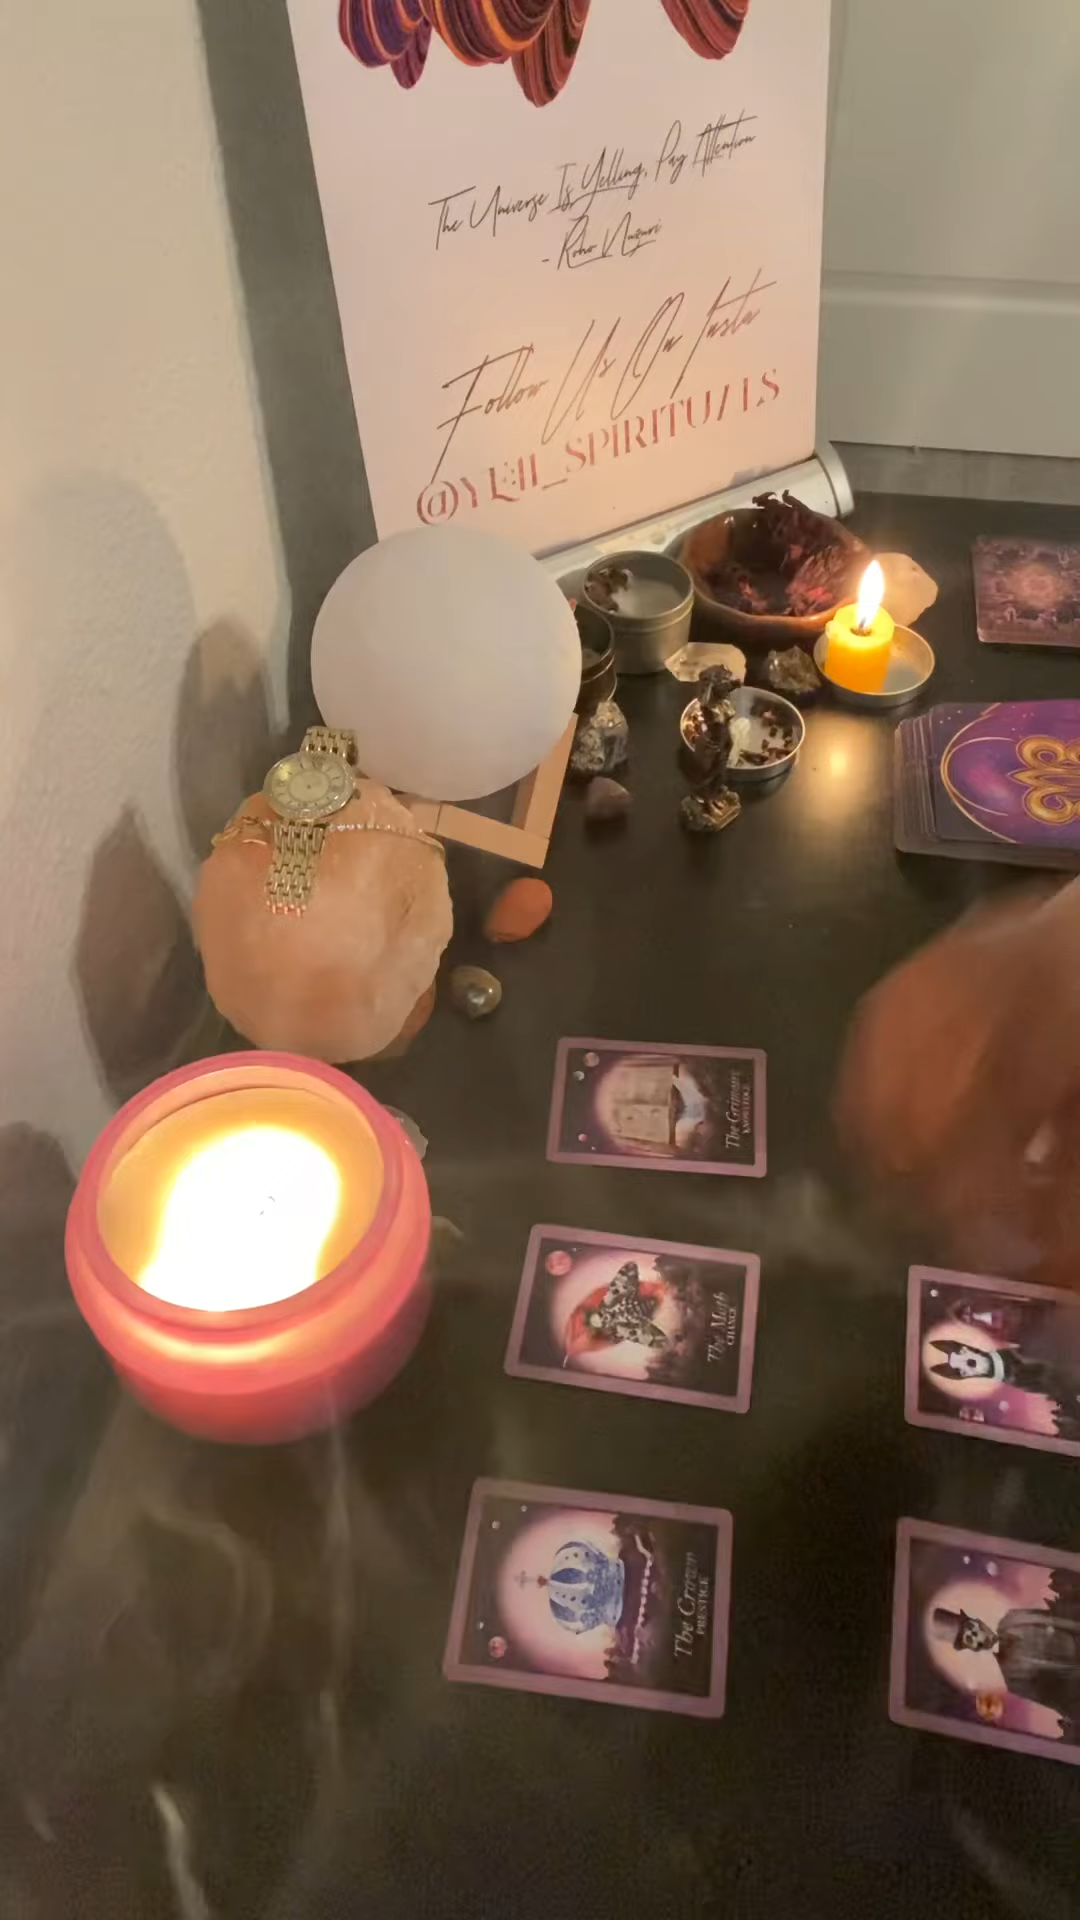 The Universe Is Yelling, Pay Attention
Follow Us On Insta
The Grimoire
KNOWLEDGE
The Moth
CHANGE
The Crown
PRESTIGE